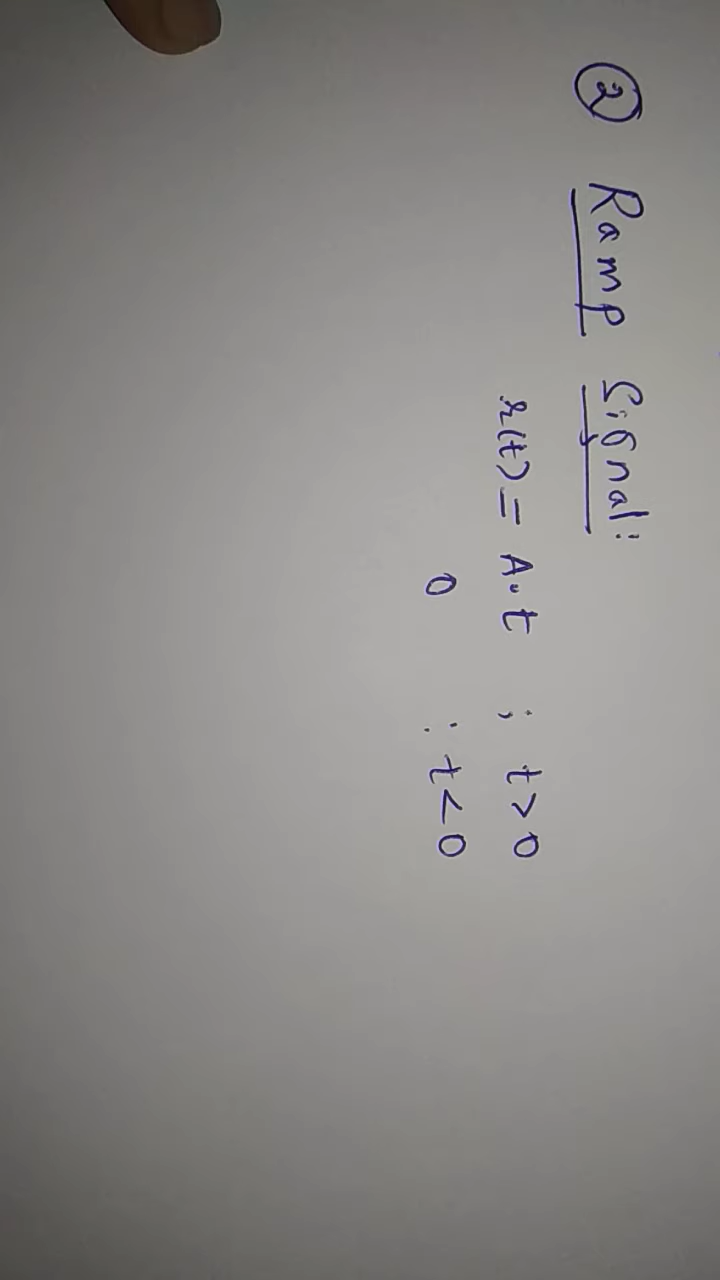 ② Ramp Signal:
r(t) = A.t ; t>0
0 : t<0